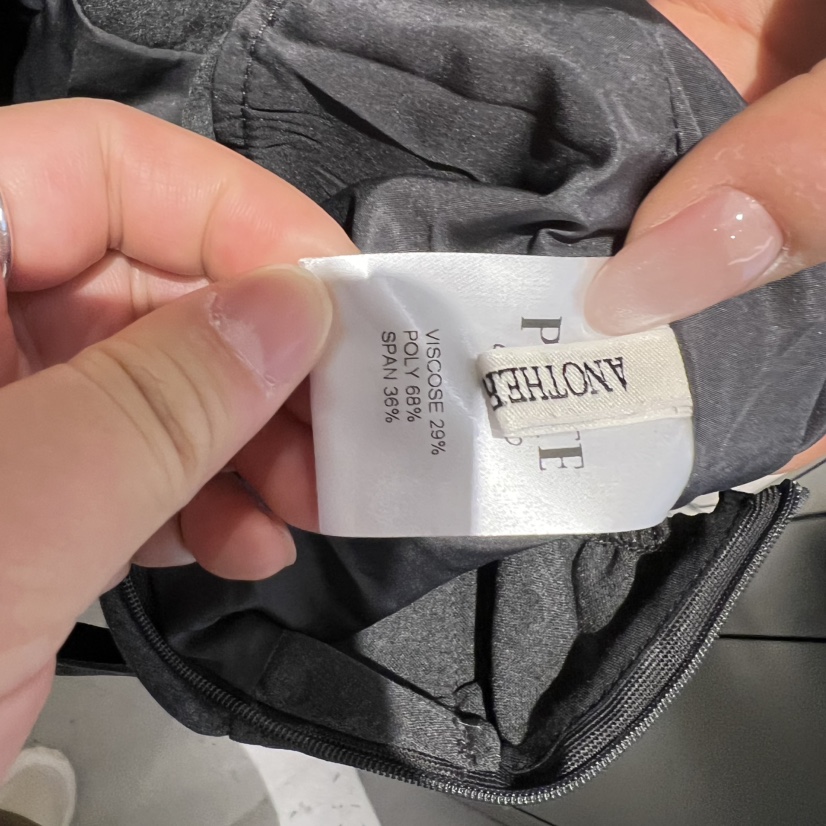 VISCOSE 29%
POLY 68%
SPAN 36%
ANOTHER